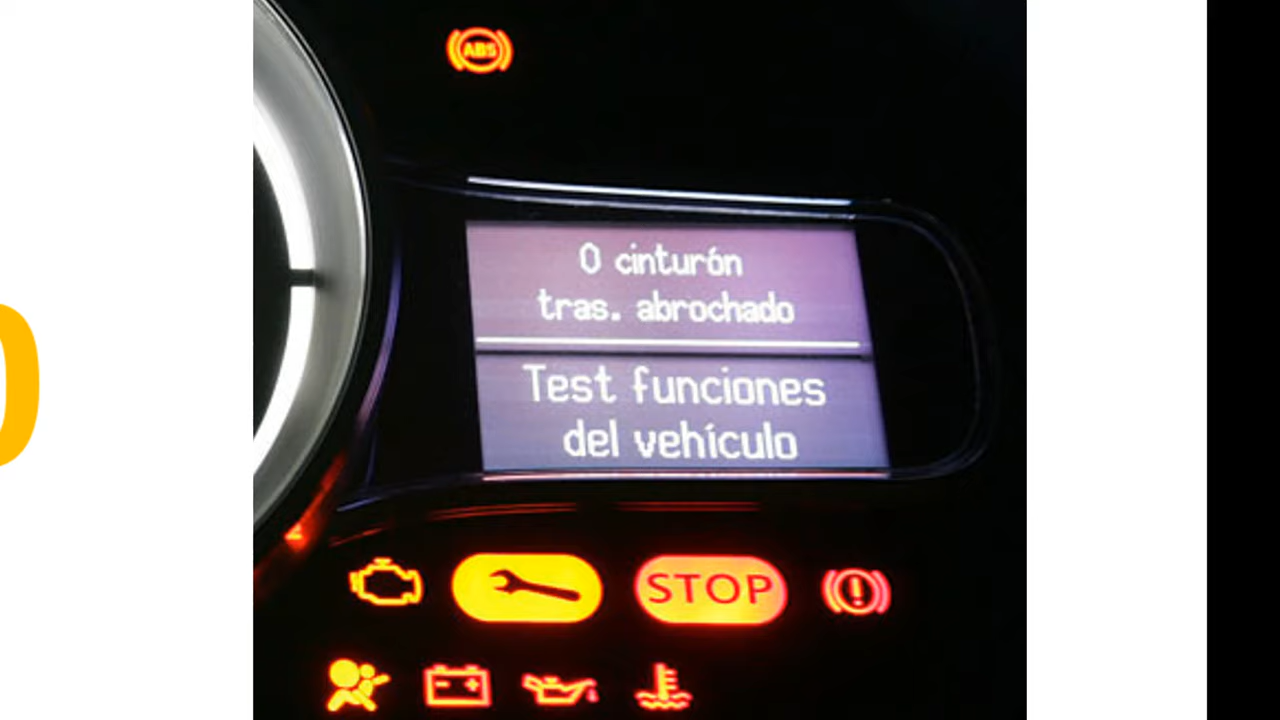 ABS
0 cinturón
tras. abrochado
Test funciones
del vehículo
STOP